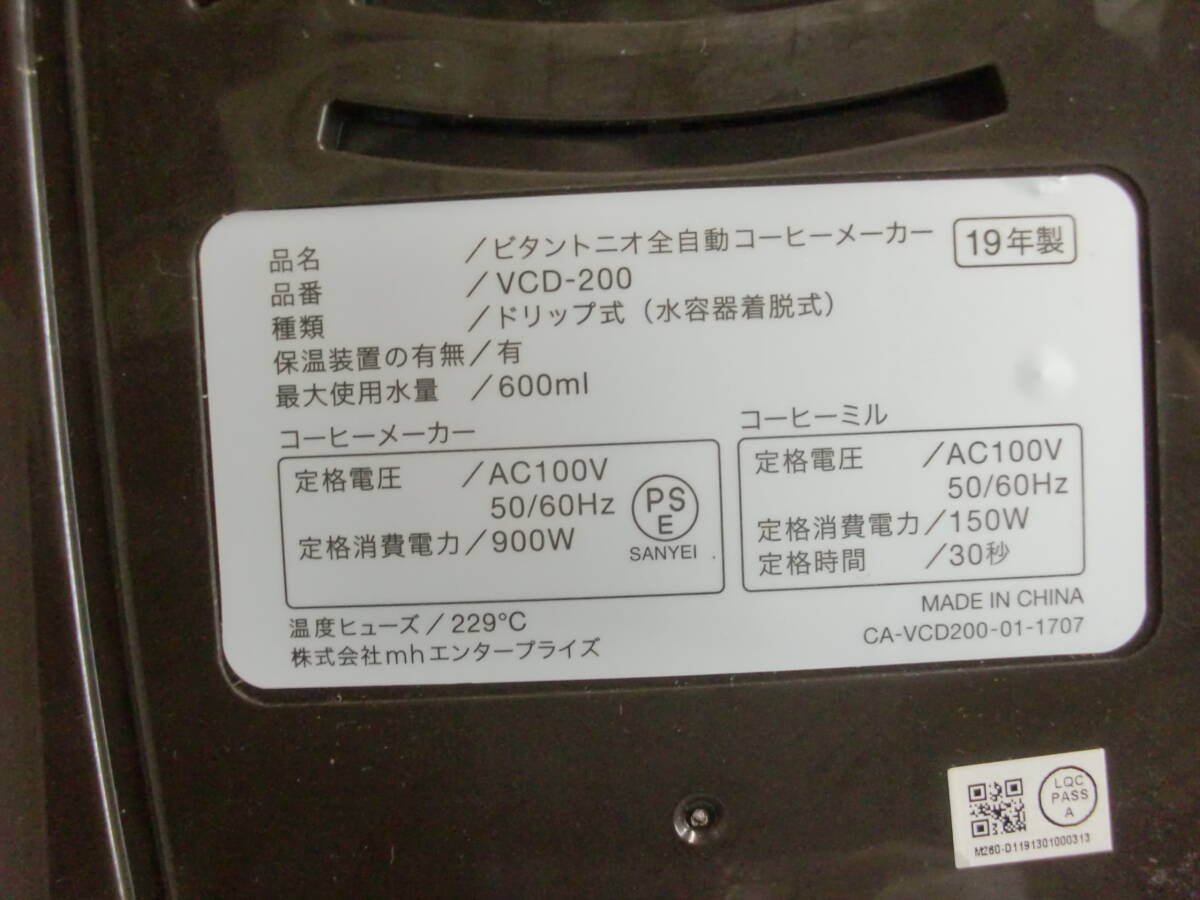 品名 /ビタントニオ全自動コーヒーメーカー 19年製
品番 /VCD-200
種類 /ドリップ式（水容器着脱式）
保温装置の有無/有
最大使用水量 /600ml
コーヒーメーカー
定格電圧 /AC100V
50/60Hz
定格消費電力/900W
PS
E
SANYEI
コーヒーミル
定格電圧 /AC100V
50/60Hz
定格消費電力/150W
定格時間 /30秒
温度ヒューズ/229℃
株式会社mhエンタープライズ
MADE IN CHINA
CA-VCD200-01-1707
LQC
PASS
A
M260-D1191301000313